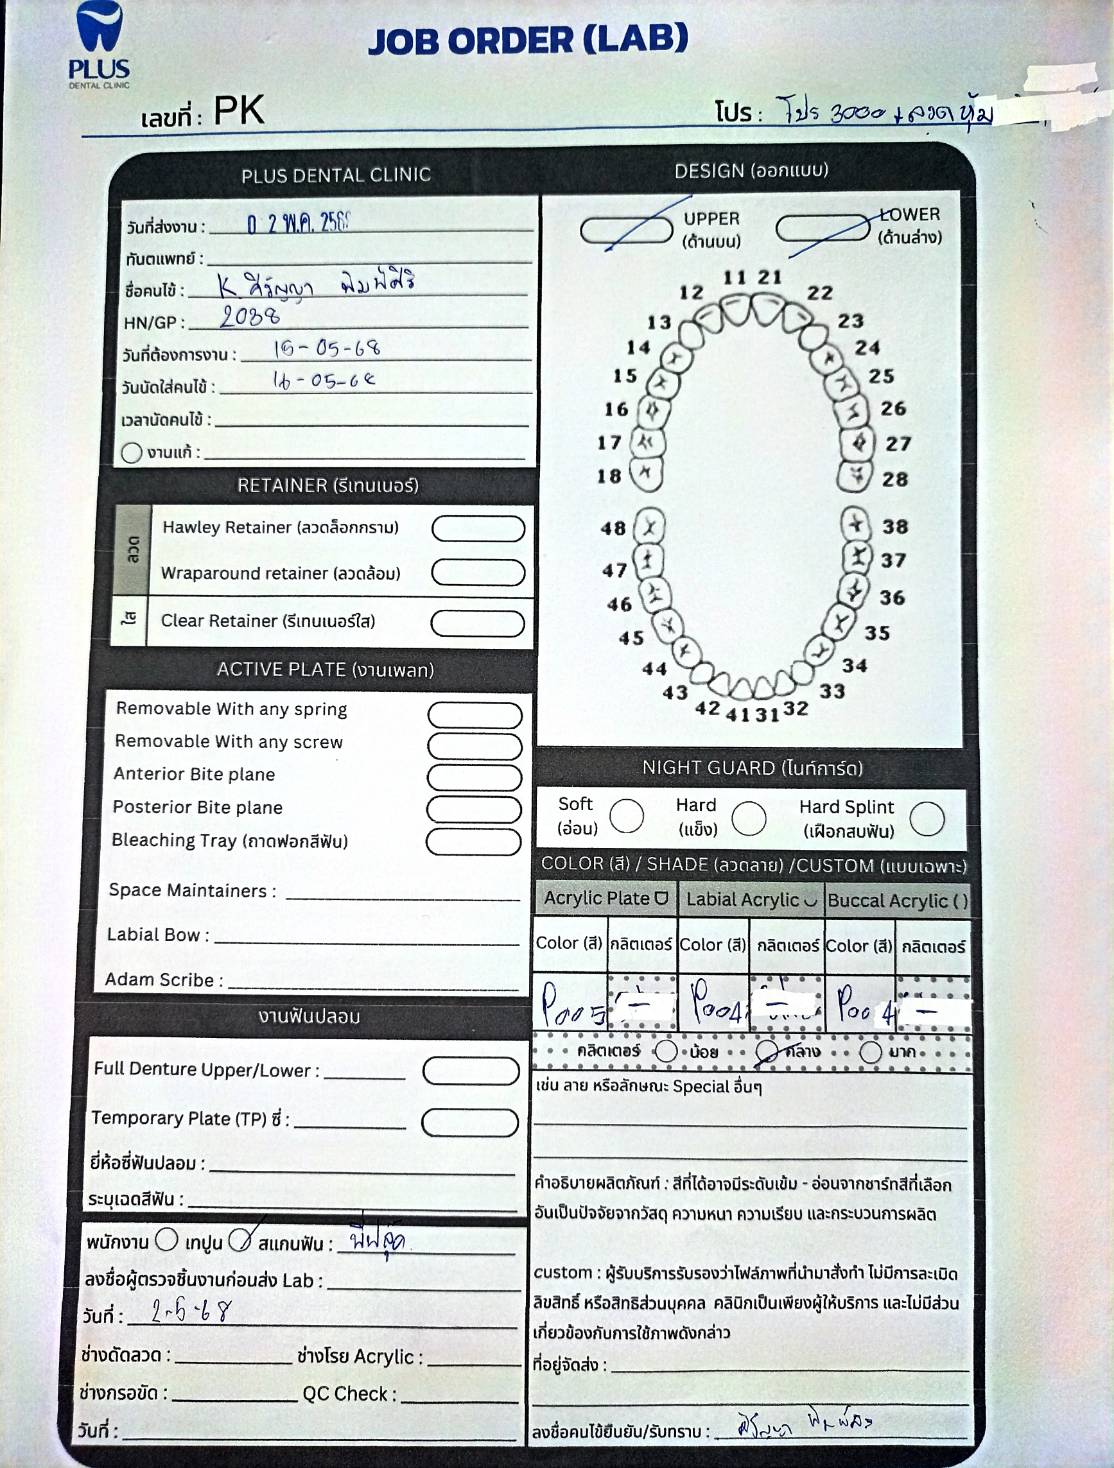 PLUS
DENTAL CLINIC
JOB ORDER (LAB)
เลขที่ : PK
โปร : โปร 3000 + ลวดหุ้ม
PLUS DENTAL CLINIC
วันที่ส่งงาน : 0 2 พ.ค. 256
ทันตแพทย์ :
ชื่อคนไข้ : K
HN/GP : 2038
วันที่ต้องการงาน : 15-05-68
วันนัดใส่คนไข้ : 16-05-68
เวลานัดคนไข้ :
งานแก้ :
RETAINER (รีเทนเนอร์)
ลวด
Hawley Retainer (ลวดล็อกกราม)
Wraparound retainer (ลวดล้อม)
ใส
Clear Retainer (รีเทนเนอร์ใส)
ACTIVE PLATE (งานเพลท)
Removable With any spring
Removable With any screw
Anterior Bite plane
Posterior Bite plane
Bleaching Tray (ถาดฟอกสีฟัน)
Space Maintainers :
Labial Bow :
Adam Scribe :
งานฟันปลอม
Full Denture Upper/Lower :
Temporary Plate (TP) ซี่ :
ยี่ห้อซี่ฟันปลอม :
ระบุเฉดสีฟัน :
พนักงาน เทปูน สแกนฟัน :
ลงชื่อผู้ตรวจชิ้นงานก่อนส่ง Lab :
วันที่ : 2-5-68
ช่างดัดลวด : ช่างโรย Acrylic :
ช่างกรอขัด : QC Check :
วันที่ :
DESIGN (ออกแบบ)
UPPER
(ด้านบน)
LOWER
(ด้านล่าง)
11 21
12 22
13 23
14 24
15 25
16 26
17 27
18 28
48 38
47 37
46 36
45 35
44 34
43 33
42 41 31 32
NIGHT GUARD (ไนท์การ์ด)
Soft
(อ่อน)
Hard
(แข็ง)
Hard Splint
(เฝือกสบฟัน)
COLOR (สี) / SHADE (ลวดลาย) /CUSTOM (แบบเฉพาะ)
Acrylic Plate Labial Acrylic Buccal Acrylic ( )
Color (สี) กลิตเตอร์ Color (สี) กลิตเตอร์ Color (สี) กลิตเตอร์
P005 - P004 - P004 -
กลิตเตอร์ น้อย กลาง มาก
เช่น ลาย หรือลักษณะ Special อื่นๆ
คำอธิบายผลิตภัณฑ์ : สีที่ได้อาจมีระดับเข้ม - อ่อนจากชาร์ทสีที่เลือก
อันเป็นปัจจัยจากวัสดุ ความหนา ความเรียบ และกระบวนการผลิต
custom : ผู้รับบริการรับรองว่าไฟล์ภาพที่นำมาสั่งทำ ไม่มีการละเมิด
ลิขสิทธิ์ หรือสิทธิส่วนบุคคล คลินิกเป็นเพียงผู้ให้บริการ และไม่มีส่วน
เกี่ยวข้องกับการใช้ภาพดังกล่าว
ที่อยู่จัดส่ง :
ลงชื่อคนไข้ยืนยัน/รับทราบ :